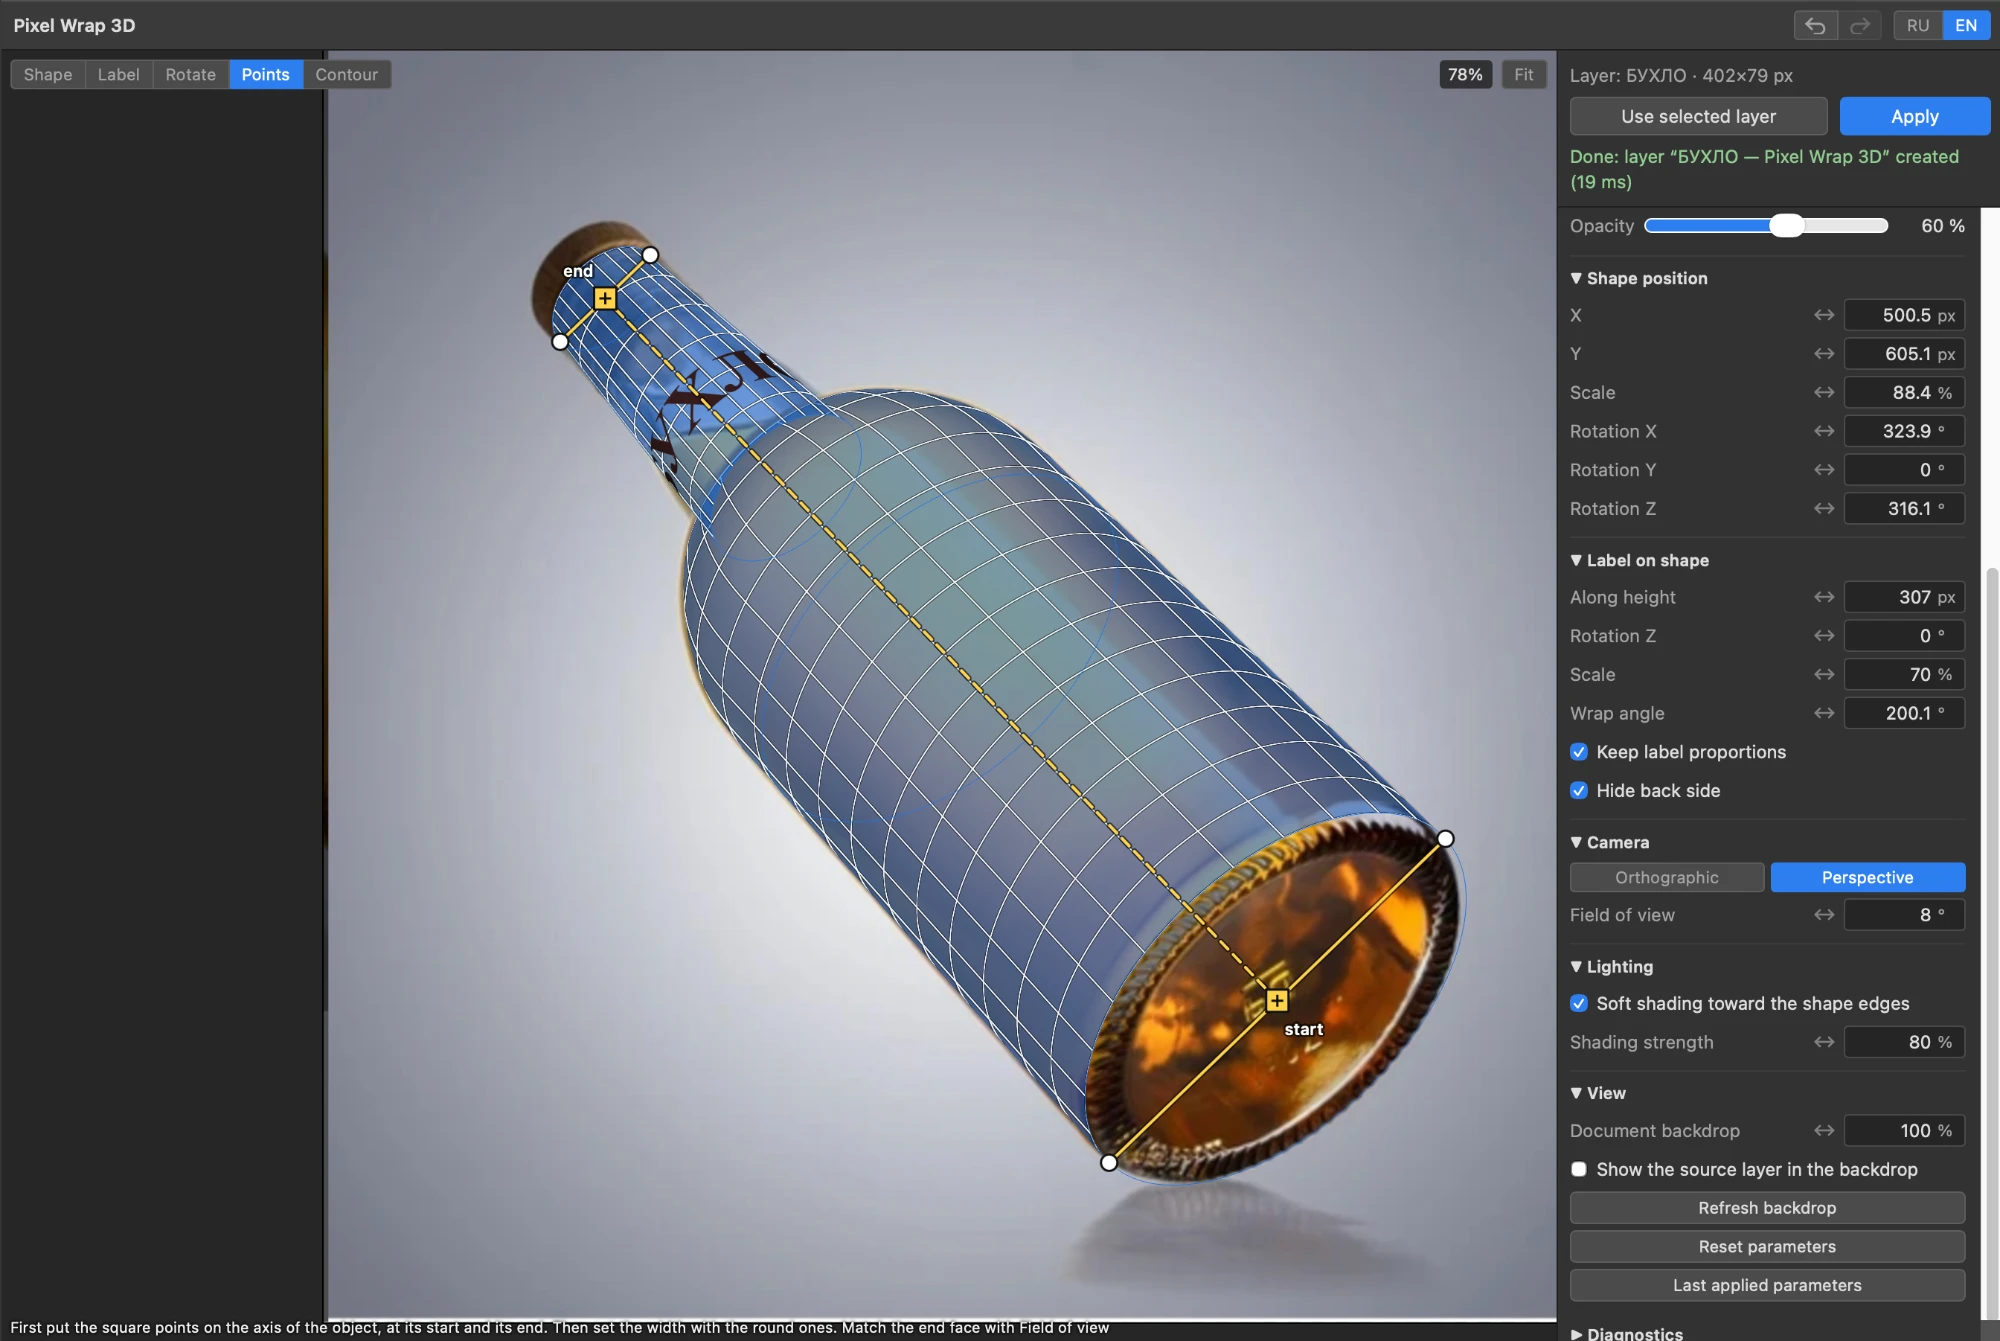 Pixel Wrap 3D
RU EN
Shape Label Rotate Points Contour
78% Fit
end
start
First put the square points on the axis of the object, at its start and its end. Then set the width with the round ones. Match the end face with Field of view
Layer: БУХЛО · 402×79 px
Use selected layer Apply
Done: layer “БУХЛО — Pixel Wrap 3D” created
(19 ms)
Opacity 60 %
▼ Shape position
X ↔ 500.5 px
Y ↔ 605.1 px
Scale ↔ 88.4 %
Rotation X ↔ 323.9 °
Rotation Y ↔ 0 °
Rotation Z ↔ 316.1 °
▼ Label on shape
Along height ↔ 307 px
Rotation Z ↔ 0 °
Scale ↔ 70 %
Wrap angle ↔ 200.1 °
Keep label proportions
Hide back side
▼ Camera
Orthographic Perspective
Field of view ↔ 8 °
▼ Lighting
Soft shading toward the shape edges
Shading strength ↔ 80 %
▼ View
Document backdrop ↔ 100 %
Show the source layer in the backdrop
Refresh backdrop
Reset parameters
Last applied parameters
▶ Diagnostics